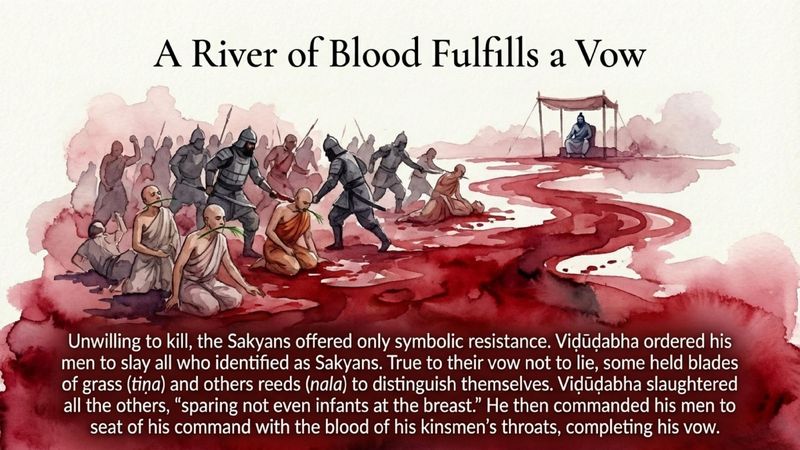 A River of Blood Fulfills a Vow
Unwilling to kill, the Sakyans offered only symbolic resistance. Viḍūḍabha ordered his
men to slay all who identified as Sakyans. True to their vow not to lie, some held blades
of grass (tiṇa) and others reeds (nala) to distinguish themselves. Viḍūḍabha slaughtered
all the others, “sparing not even infants at the breast.” He then commanded his men to
seat of his command with the blood of his kinsmen’s throats, completing his vow.